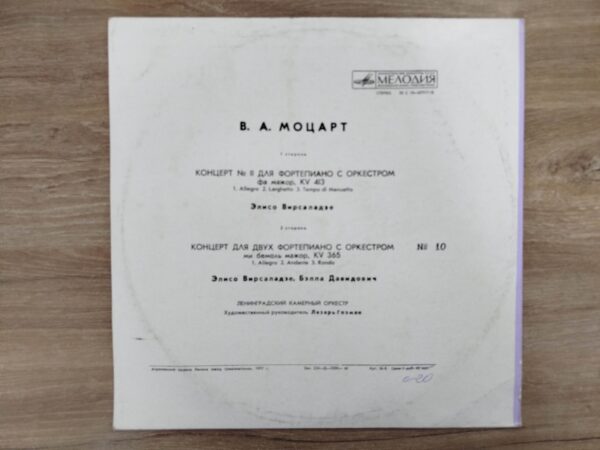 МЕЛОДИЯ
СТЕРЕО
В. А. МОЦАРТ
1 сторона
КОНЦЕРТ № 11 ДЛЯ ФОРТЕПИАНО С ОРКЕСТРОМ
фа мажор, KV 413
1. Allegro 2. Larghetto 3. Tempo di Menuetto
Элисо Вирсаладзе
2 сторона
КОНЦЕРТ ДЛЯ ДВУХ ФОРТЕПИАНО С ОРКЕСТРОМ № 10
ми бемоль мажор, KV 365
1. Allegro 2. Andante 3. Rondo
Элисо Вирсаладзе, Бэлла Давидович
ЛЕНИНГРАДСКИЙ КАМЕРНЫЙ ОРКЕСТР
Художественный руководитель Лазарь Гозман